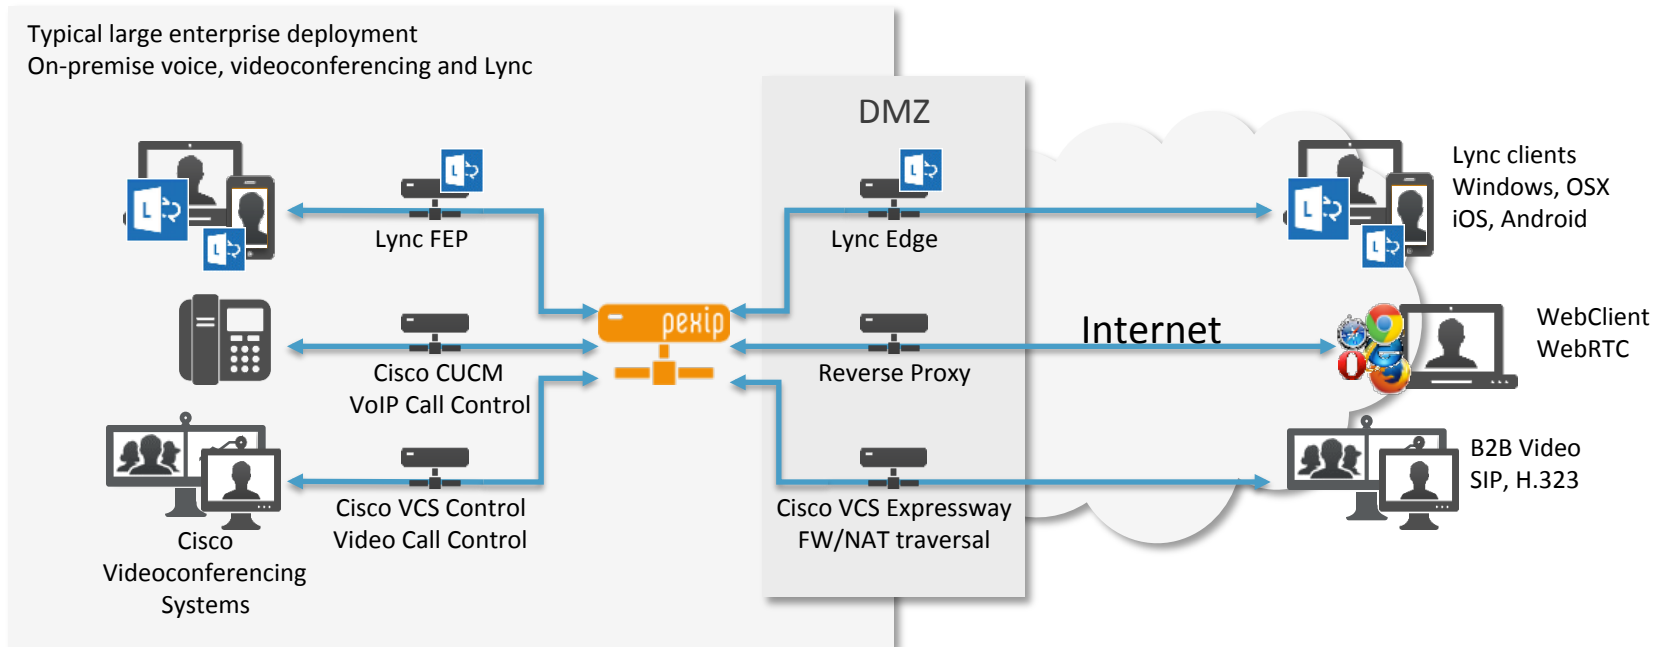 Typical large enterprise deployment
On-premise voice, videoconferencing and Lync
DMZ
Lync FEP
Lync Edge
Lync clients
Windows, OSX
iOS, Android
pexip
Cisco CUCM
VoIP Call Control
Reverse Proxy
Internet
WebClient
WebRTC
Cisco VCS Control
Video Call Control
Cisco VCS Expressway
FW/NAT traversal
B2B Video
SIP, H.323
Cisco
Videoconferencing
Systems
L
L
L
L
L
L